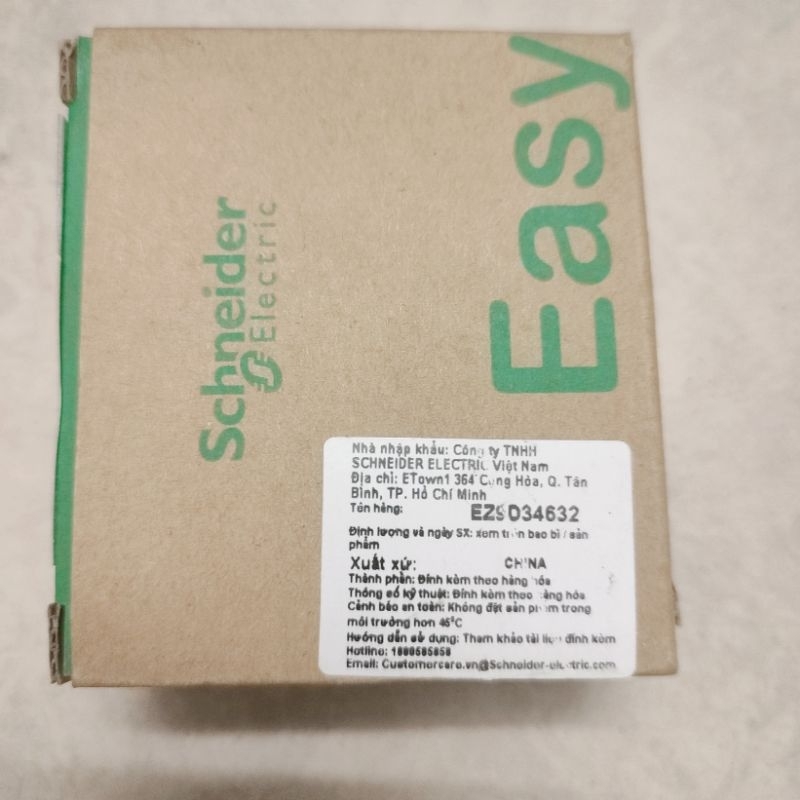 Schneider
Electric
Easy
Nhà nhập khẩu: Công ty TNHH
SCHNEIDER ELECTRIC Việt Nam
Địa chỉ: ETown1 364 Cộng Hòa, Q. Tân
Bình, TP. Hồ Chí Minh
Tên hàng: EZ9D34632
Định lượng và ngày SX: xem trên bao bì / sản
phẩm
Xuất xứ: CHINA
Thành phần: Đính kèm theo hàng hóa
Thông số kỹ thuật: Đính kèm theo hàng hóa
Cảnh báo an toàn: Không đặt sản phẩm trong
môi trường hơn 45°C
Hướng dẫn sử dụng: Tham khảo tài liệu đính kèm
Hotline: 1800585858
Email: Customercare.vn@Schneider-electric.com